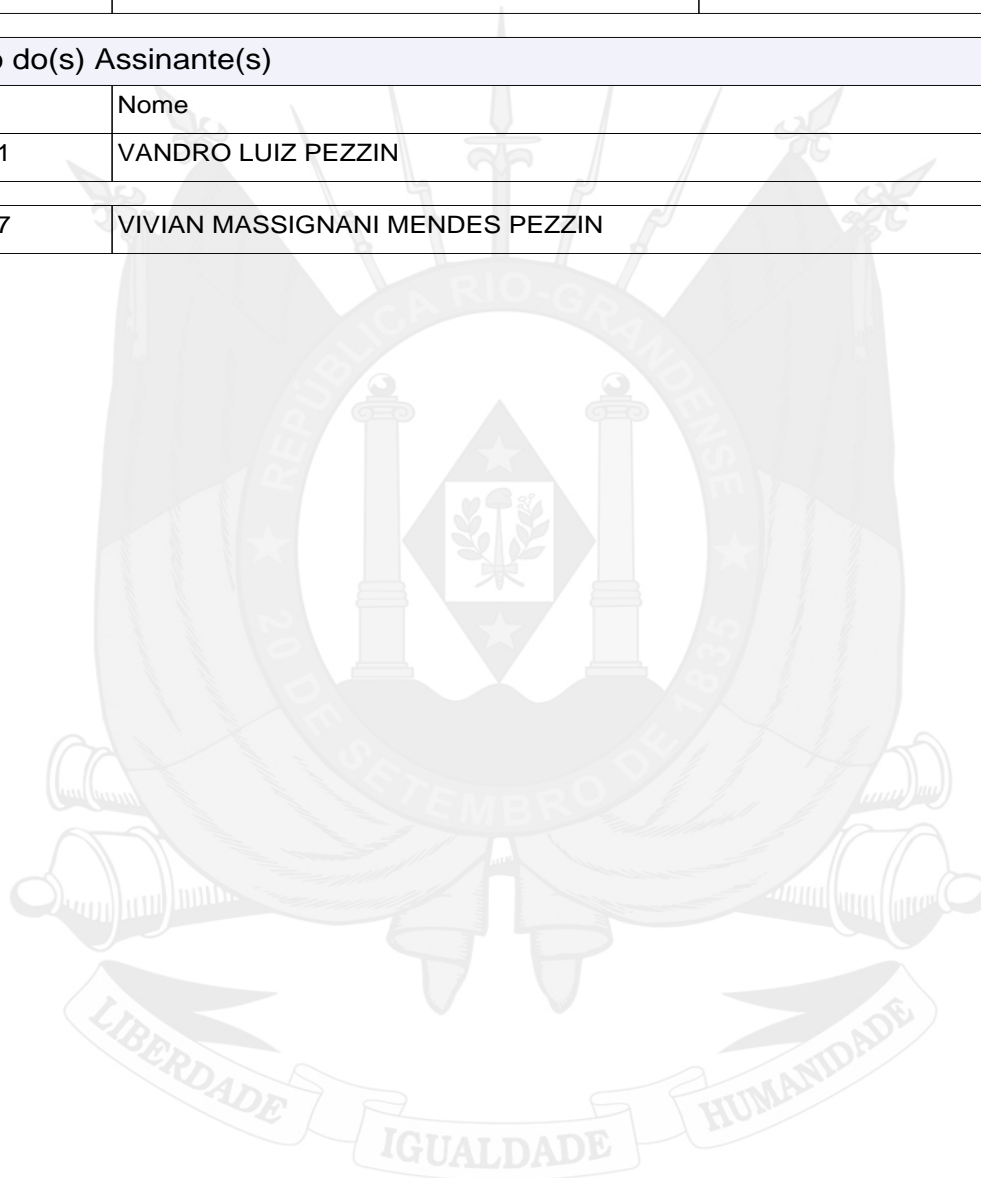 o do(s) Assinante(s)
Nome
1 VANDRO LUIZ PEZZIN
7 VIVIAN MASSIGNANI MENDES PEZZIN
REPÚBLICA RIO-GRANDENSE
20 DE SETEMBRO DE 1835
LIBERDADE IGUALDADE HUMANIDADE